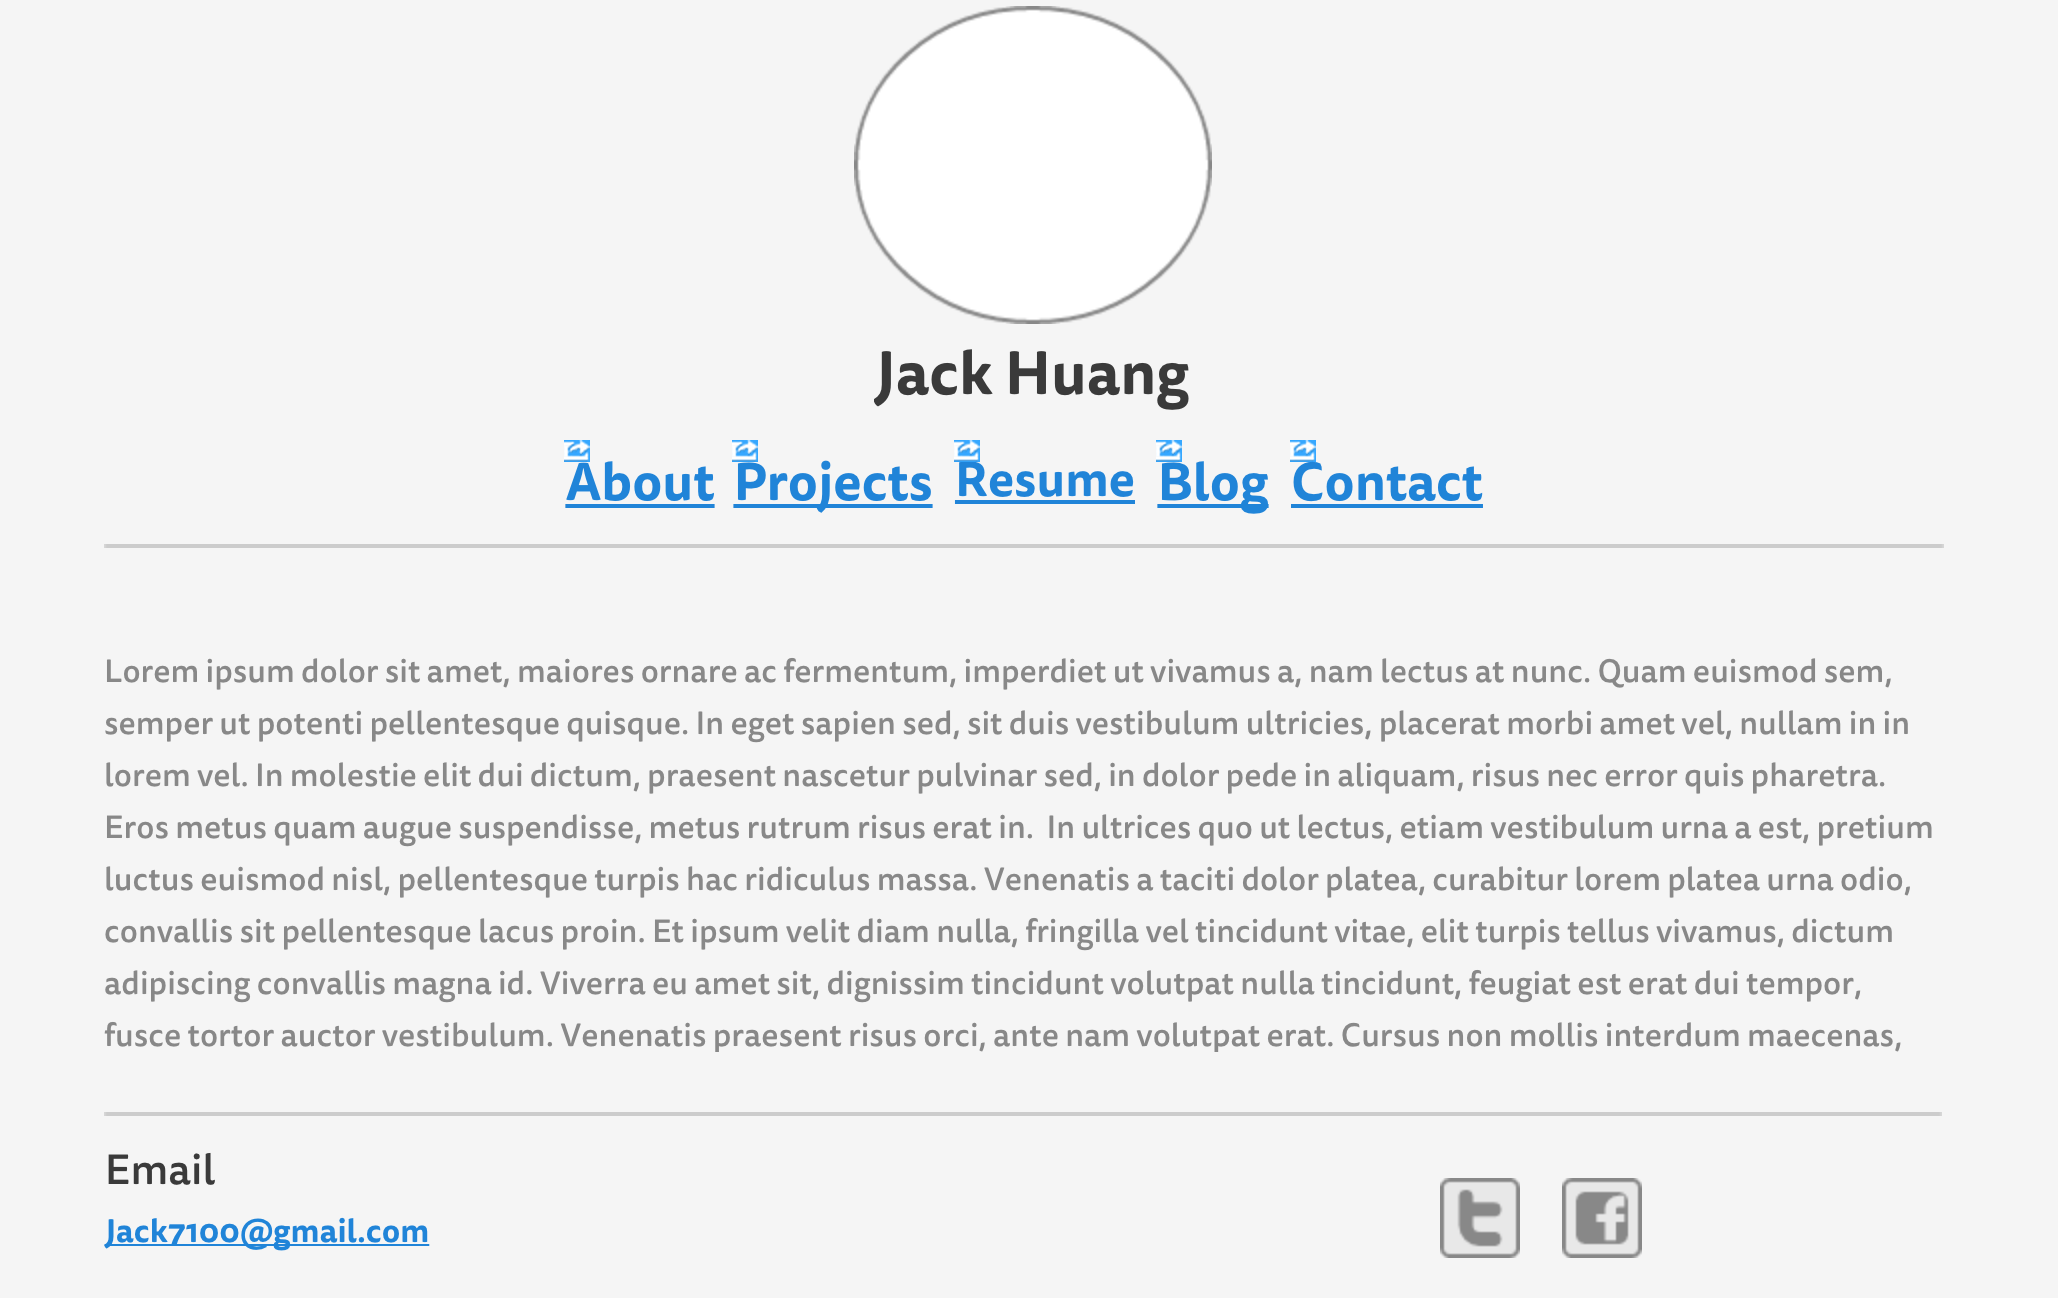 Jack Huang
About Projects Resume Blog Contact
Lorem ipsum dolor sit amet, maiores ornare ac fermentum, imperdiet ut vivamus a, nam lectus at nunc. Quam euismod sem,
semper ut potenti pellentesque quisque. In eget sapien sed, sit duis vestibulum ultricies, placerat morbi amet vel, nullam in in
lorem vel. In molestie elit dui dictum, praesent nascetur pulvinar sed, in dolor pede in aliquam, risus nec error quis pharetra.
Eros metus quam augue suspendisse, metus rutrum risus erat in.  In ultrices quo ut lectus, etiam vestibulum urna a est, pretium
luctus euismod nisl, pellentesque turpis hac ridiculus massa. Venenatis a taciti dolor platea, curabitur lorem platea urna odio,
convallis sit pellentesque lacus proin. Et ipsum velit diam nulla, fringilla vel tincidunt vitae, elit turpis tellus vivamus, dictum
adipiscing convallis magna id. Viverra eu amet sit, dignissim tincidunt volutpat nulla tincidunt, feugiat est erat dui tempor,
fusce tortor auctor vestibulum. Venenatis praesent risus orci, ante nam volutpat erat. Cursus non mollis interdum maecenas,
Email
Jack7100@gmail.com